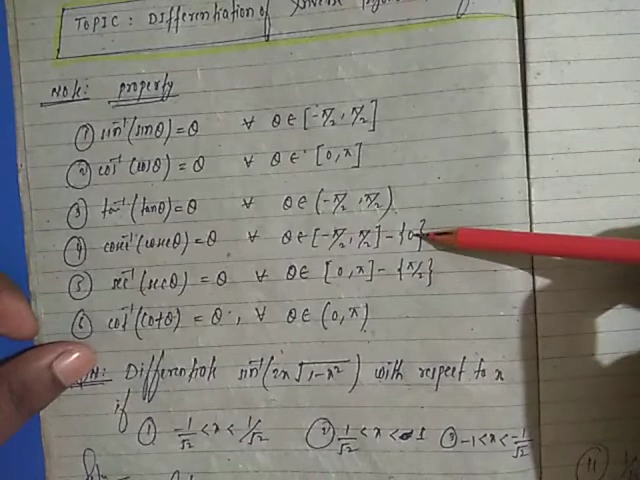 TOPIC: Differentiation of Inverse
Note: property
① sin⁻¹(sinθ) = θ ∀ θ ∈ [-π/2, π/2]
② cos⁻¹(cosθ) = θ ∀ θ ∈ [0, π]
③ tan⁻¹(tanθ) = θ ∀ θ ∈ (-π/2, π/2)
④ cosec⁻¹(cosecθ) = θ ∀ θ ∈ [-π/2, π/2] - {0}
⑤ sec⁻¹(secθ) = θ ∀ θ ∈ [0, π] - {π/2}
⑥ cot⁻¹(cotθ) = θ, ∀ θ ∈ (0, π)
Differentiate sin⁻¹(2x√1-x²) with respect to x
if ① -1/√2 < x < 1/√2 ② 1/√2 < x < 1 ③ -1 < x < -1/√2